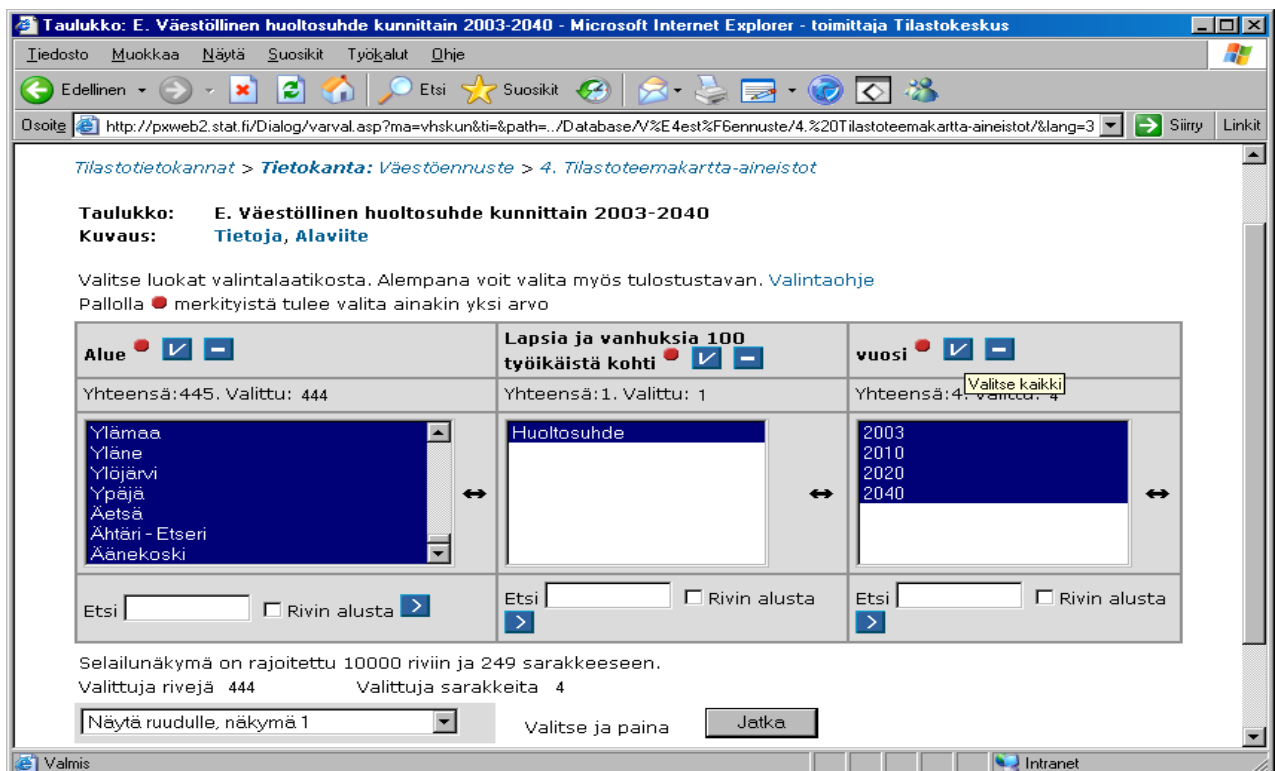 Taulukko: E. Väestöllinen huoltosuhde kunnittain 2003-2040 - Microsoft Internet Explorer - toimittaja Tilastokeskus
Tiedosto Muokkaa Näytä Suosikit Työkalut Ohje
Edellinen Etsi Suosikit
Osoite http://pxweb2.stat.fi/Dialog/varval.asp?ma=vhskun&ti=&path=../Database/V%E4est%F6ennuste/4.%20Tilastoteemakartta-aineistot/&lang=3 Siirry Linkit
Tilastotietokannat > Tietokanta: Väestöennuste > 4. Tilastoteemakartta-aineistot
Taulukko: E. Väestöllinen huoltosuhde kunnittain 2003-2040
Kuvaus: Tietoja, Alaviite
Valitse luokat valintalaatikosta. Alempana voit valita myös tulostustavan. Valintaohje
Pallolla merkityistä tulee valita ainakin yksi arvo
Alue
Lapsia ja vanhuksia 100
työikäistä kohti
vuosi
Valitse kaikki
Yhteensä:445. Valittu: 444
Yhteensä:1. Valittu: 1
Yhteensä:4. Valittu: 4
Ylämaa
Yläne
Ylöjärvi
Ypäjä
Äetsä
Ähtäri - Etseri
Äänekoski
Huoltosuhde
2003
2010
2020
2040
Etsi Rivin alusta >
Etsi Rivin alusta
>
Etsi Rivin alusta
>
Selailunäkymä on rajoitettu 10000 riviin ja 249 sarakkeeseen.
Valittuja rivejä 444 Valittuja sarakkeita 4
Näytä ruudulle, näkymä 1 Valitse ja paina Jatka
Valmis Intranet